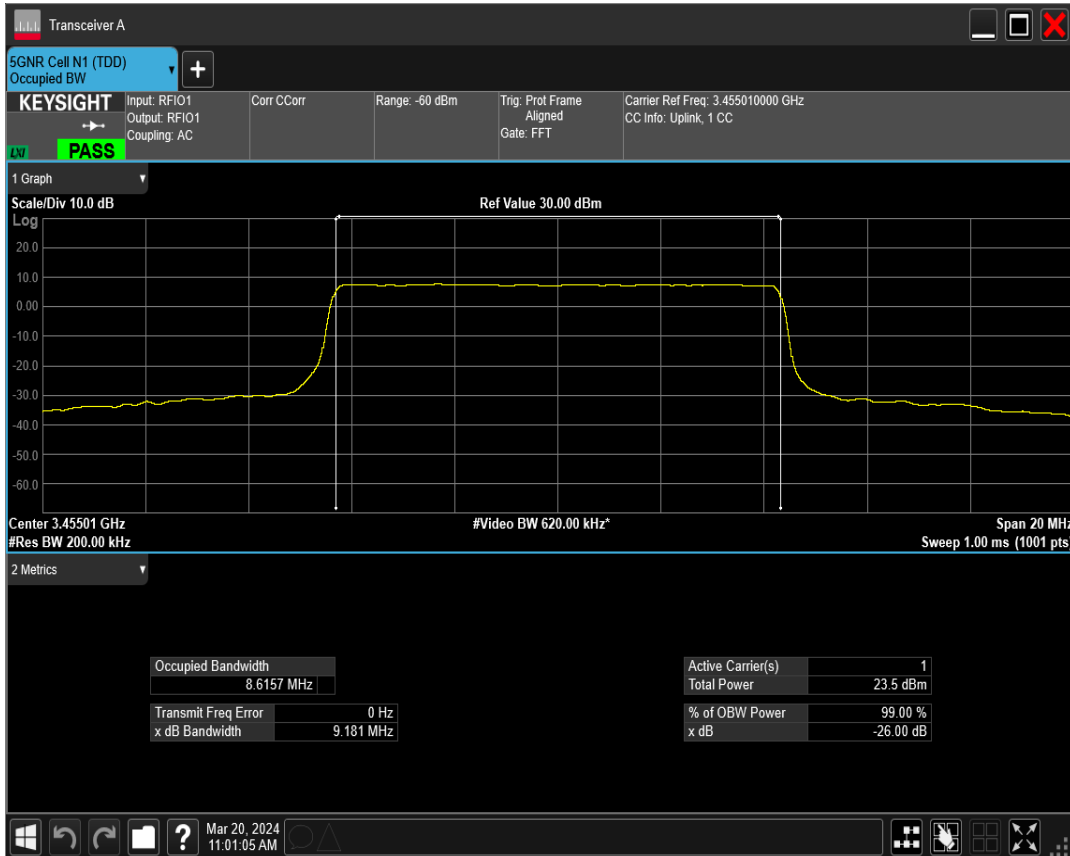 Transceiver A
5GNR Cell N1 (TDD)
Occupied BW
+
KEYSIGHT
LXI
PASS
Input: RFIO1
Output: RFIO1
Coupling: AC
Corr CCorr
Range: -60 dBm
Trig: Prot Frame
Aligned
Gate: FFT
Carrier Ref Freq: 3.455010000 GHz
CC Info: Uplink, 1 CC
1 Graph
Scale/Div 10.0 dB
Ref Value 30.00 dBm
Log
20.0
10.0
0.00
-10.0
-20.0
-30.0
-40.0
-50.0
-60.0
Center 3.45501 GHz
#Video BW 620.00 kHz*
Span 20 MHz
#Res BW 200.00 kHz
Sweep 1.00 ms (1001 pts)
2 Metrics
Occupied Bandwidth
8.6157 MHz
Transmit Freq Error 0 Hz
x dB Bandwidth 9.181 MHz
Active Carrier(s) 1
Total Power 23.5 dBm
% of OBW Power 99.00 %
x dB -26.00 dB
?
Mar 20, 2024
11:01:05 AM